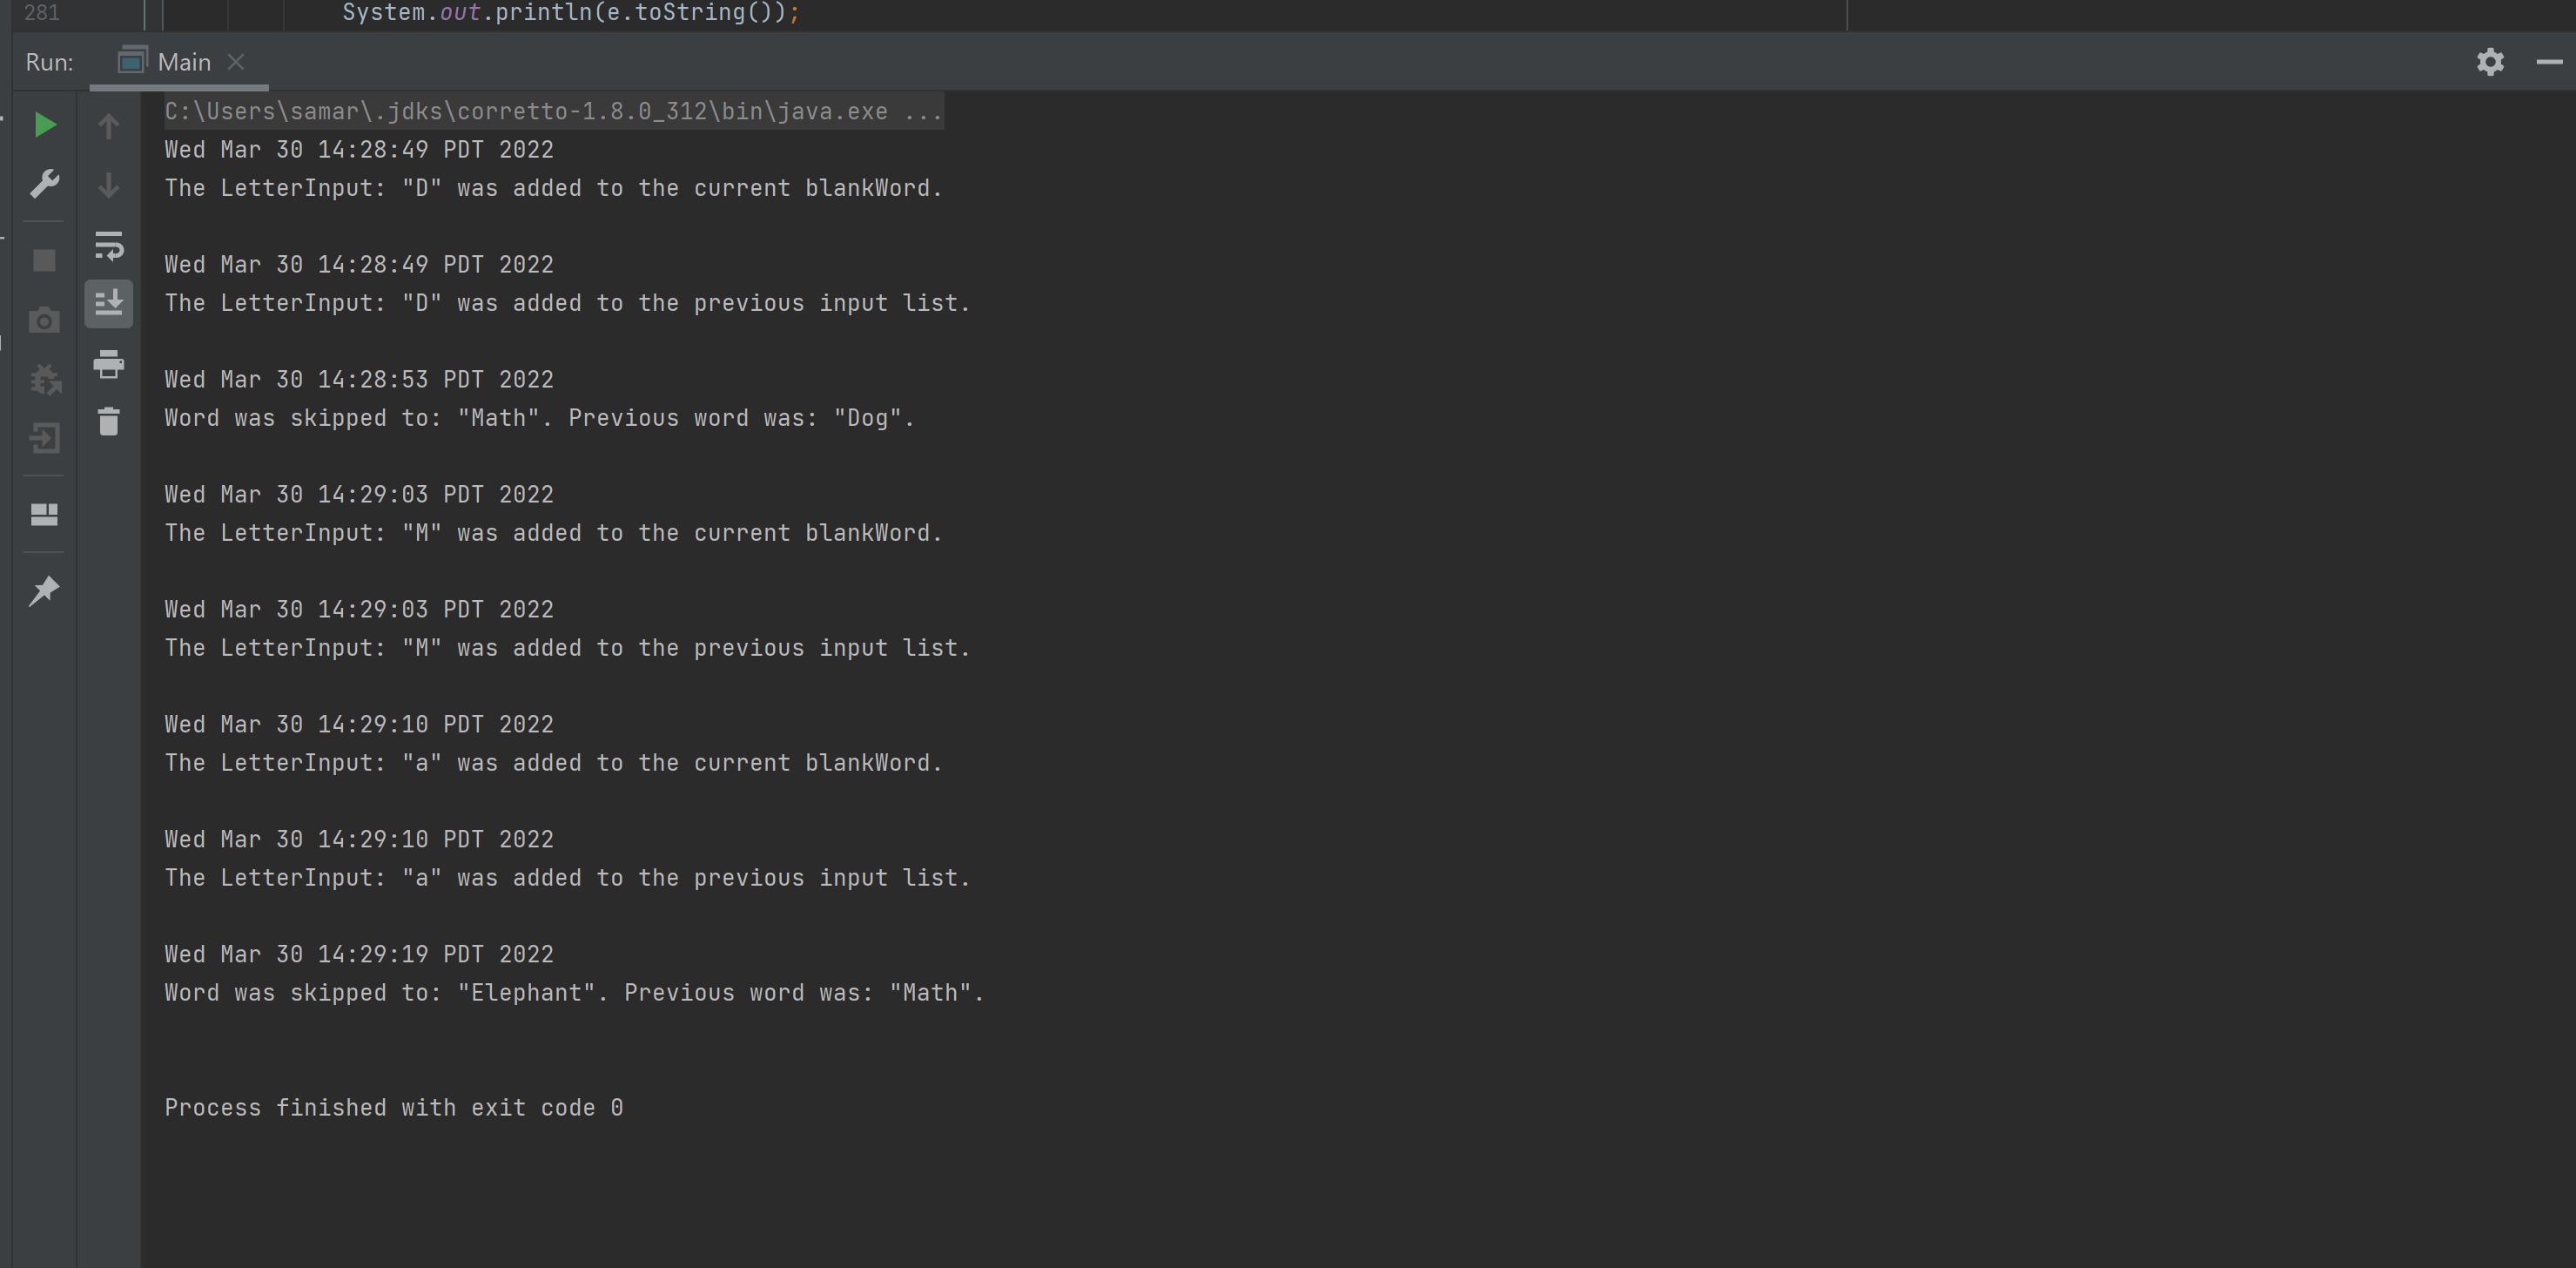 281 System.out.println(e.toString());
Run: Main
C:\Users\samar\.jdks\corretto-1.8.0_312\bin\java.exe ...
Wed Mar 30 14:28:49 PDT 2022
The LetterInput: "D" was added to the current blankWord.
Wed Mar 30 14:28:49 PDT 2022
The LetterInput: "D" was added to the previous input list.
Wed Mar 30 14:28:53 PDT 2022
Word was skipped to: "Math". Previous word was: "Dog".
Wed Mar 30 14:29:03 PDT 2022
The LetterInput: "M" was added to the current blankWord.
Wed Mar 30 14:29:03 PDT 2022
The LetterInput: "M" was added to the previous input list.
Wed Mar 30 14:29:10 PDT 2022
The LetterInput: "a" was added to the current blankWord.
Wed Mar 30 14:29:10 PDT 2022
The LetterInput: "a" was added to the previous input list.
Wed Mar 30 14:29:19 PDT 2022
Word was skipped to: "Elephant". Previous word was: "Math".
Process finished with exit code 0